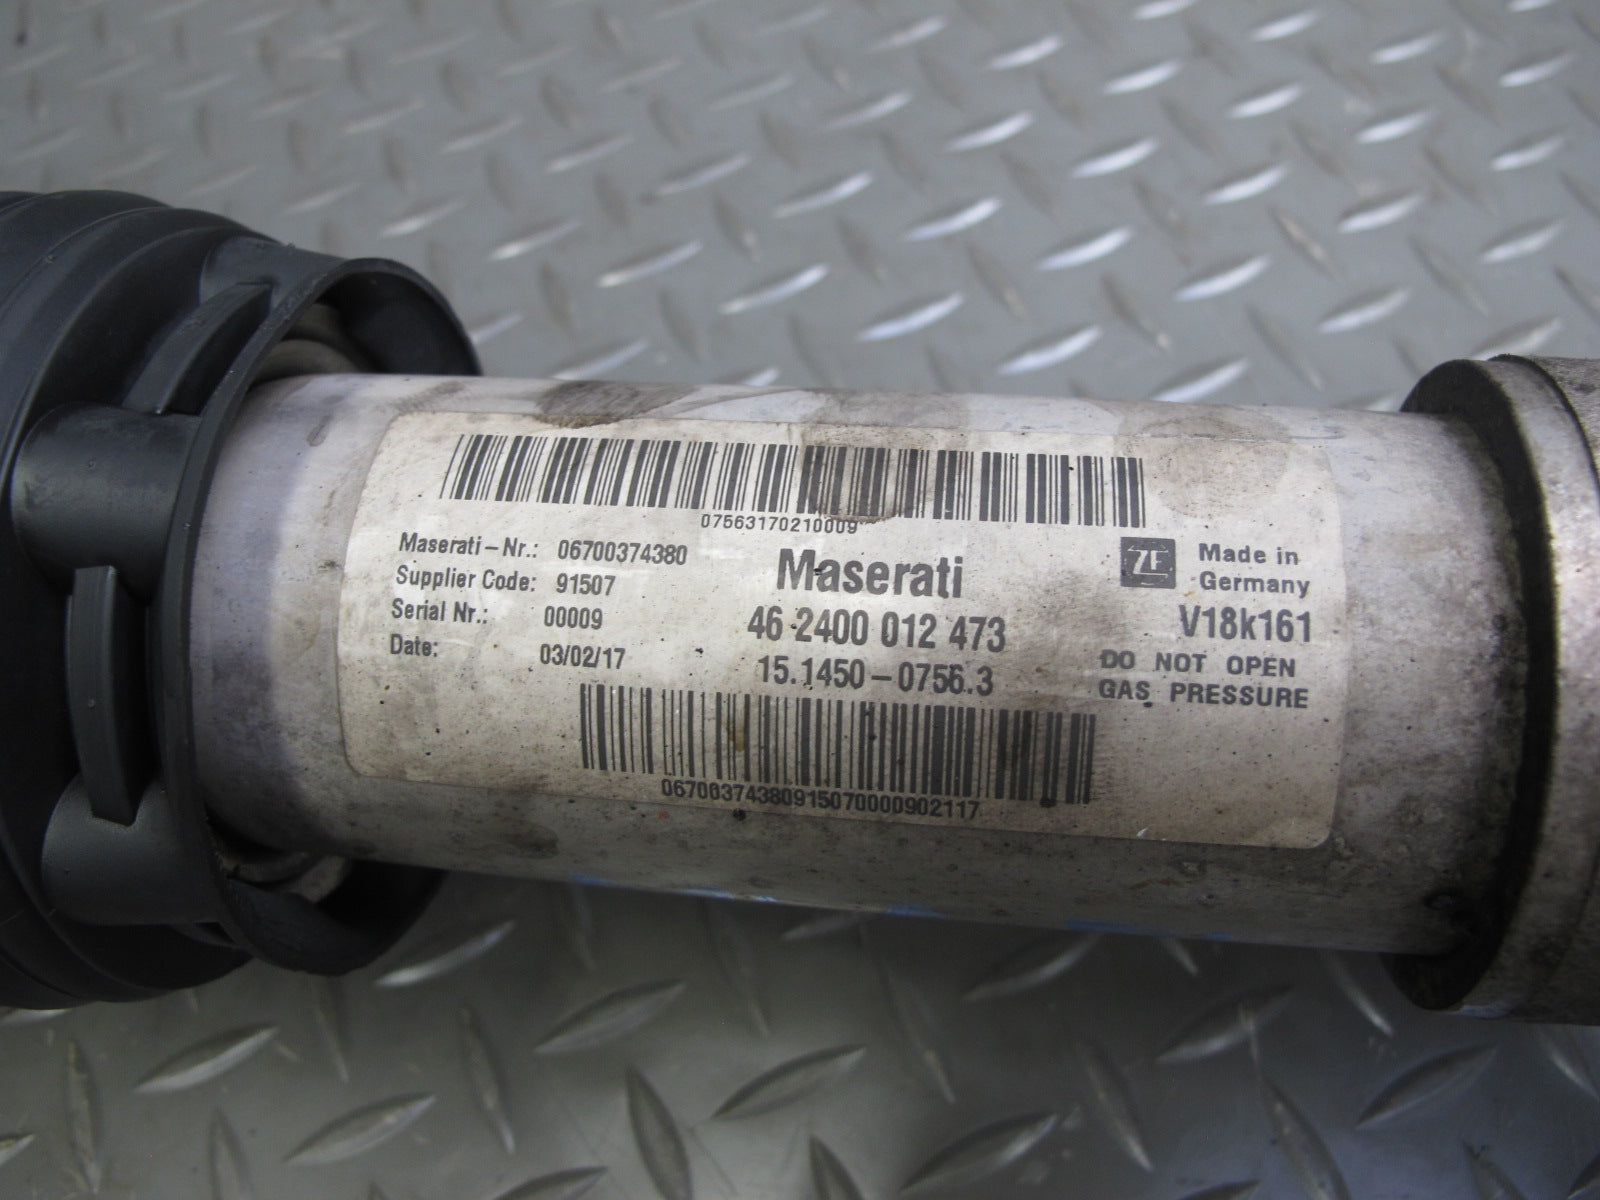 07563170210009
Maserati-Nr.: 06700374380
Supplier Code: 91507
Serial Nr.: 00009
Date: 03/02/17
Maserati
46 2400 012 473
15.1450-0756.3
ZF
Made in
Germany
V18k161
DO NOT OPEN
GAS PRESSURE
06700374380915070000902117